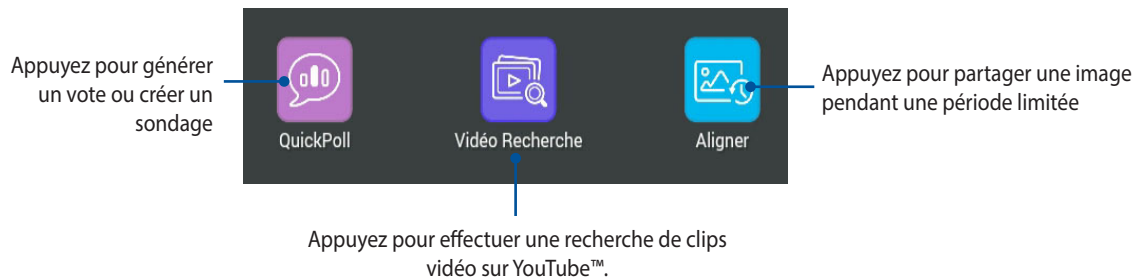 Appuyez pour générer
un vote ou créer un
sondage
QuickPoll
Vidéo Recherche
Aligner
Appuyez pour partager une image
pendant une période limitée
Appuyez pour effectuer une recherche de clips
vidéo sur YouTube™.